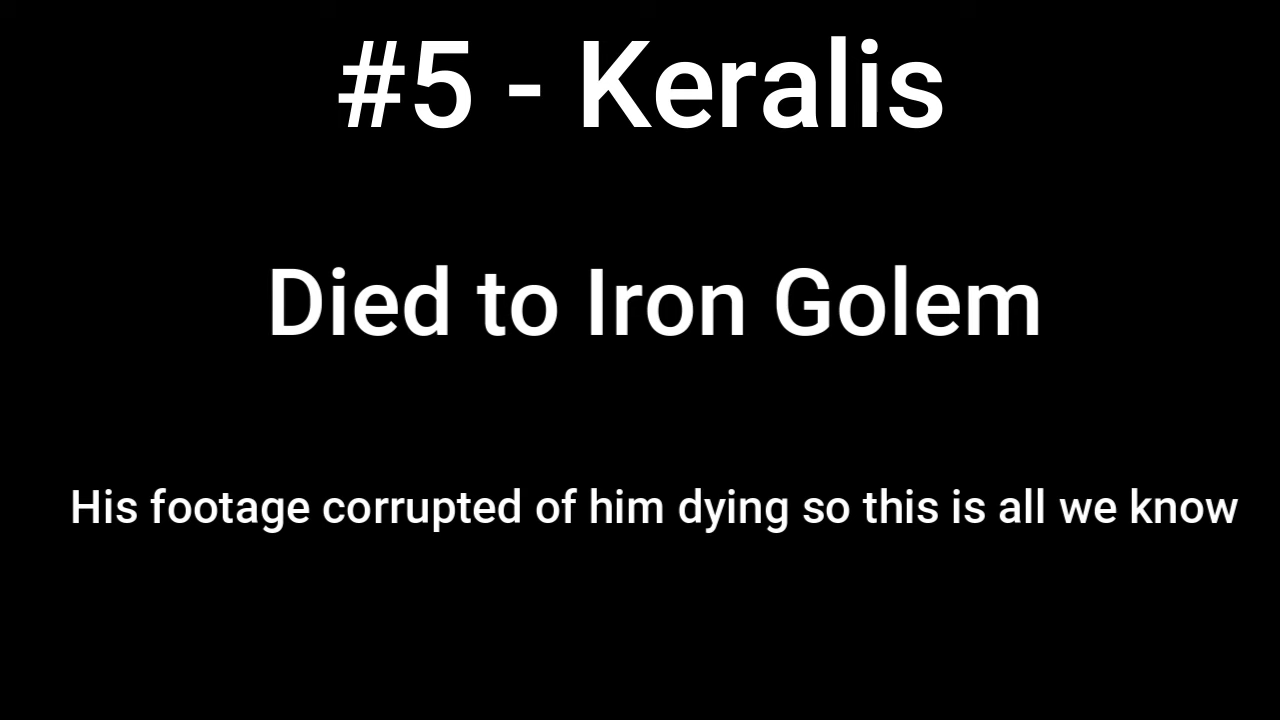 #5 - Keralis
Died to Iron Golem
His footage corrupted of him dying so this is all we know